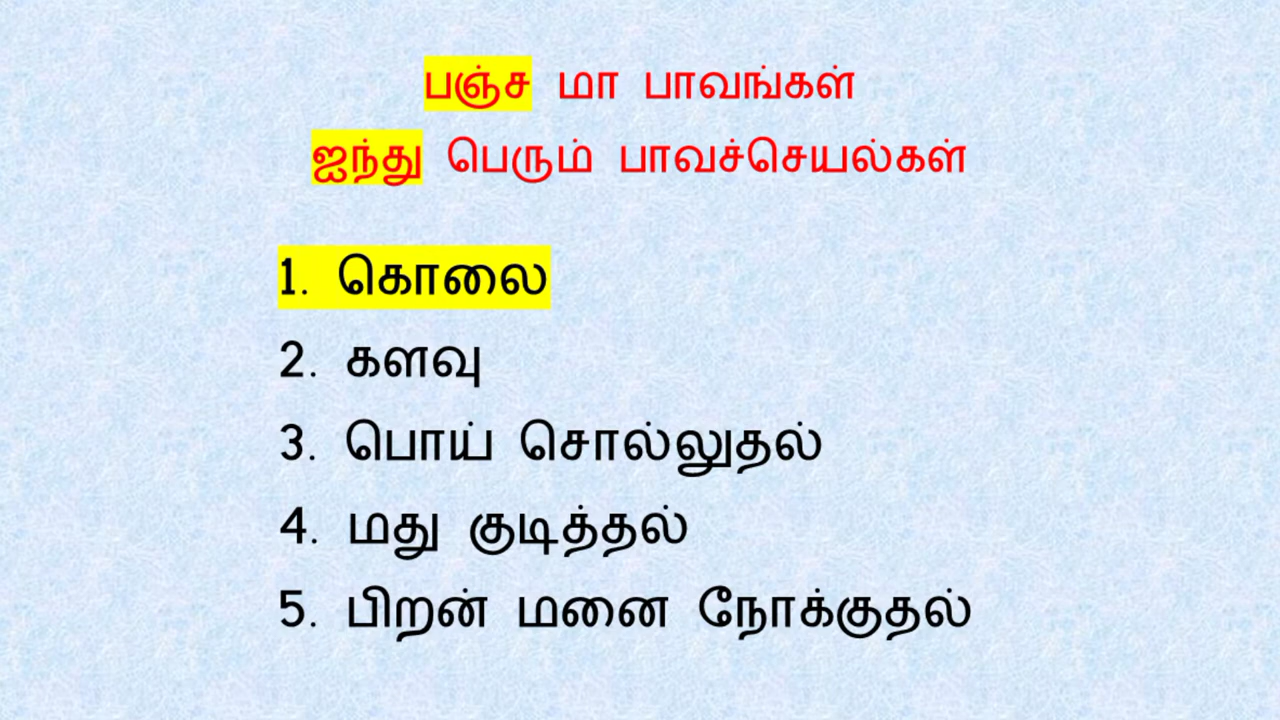 பஞ்ச மா பாவங்கள்
ஐந்து பெரும் பாவச்செயல்கள்
1. கொலை
2. களவு
3. பொய் சொல்லுதல்
4. மது குடித்தல்
5. பிறன் மனை நோக்குதல்